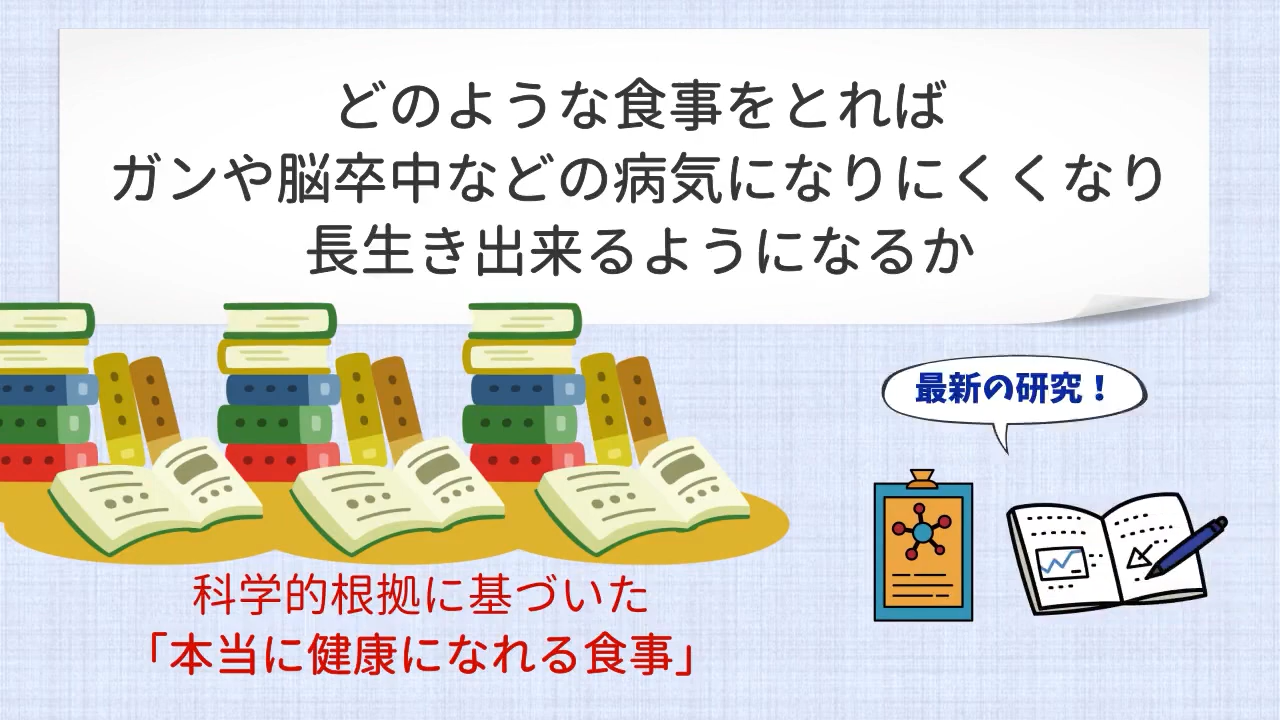 どのような食事をとれば
ガンや脳卒中などの病気になりにくくなり
長生き出来るようになるか
最新の研究！
科学的根拠に基づいた
「本当に健康になれる食事」